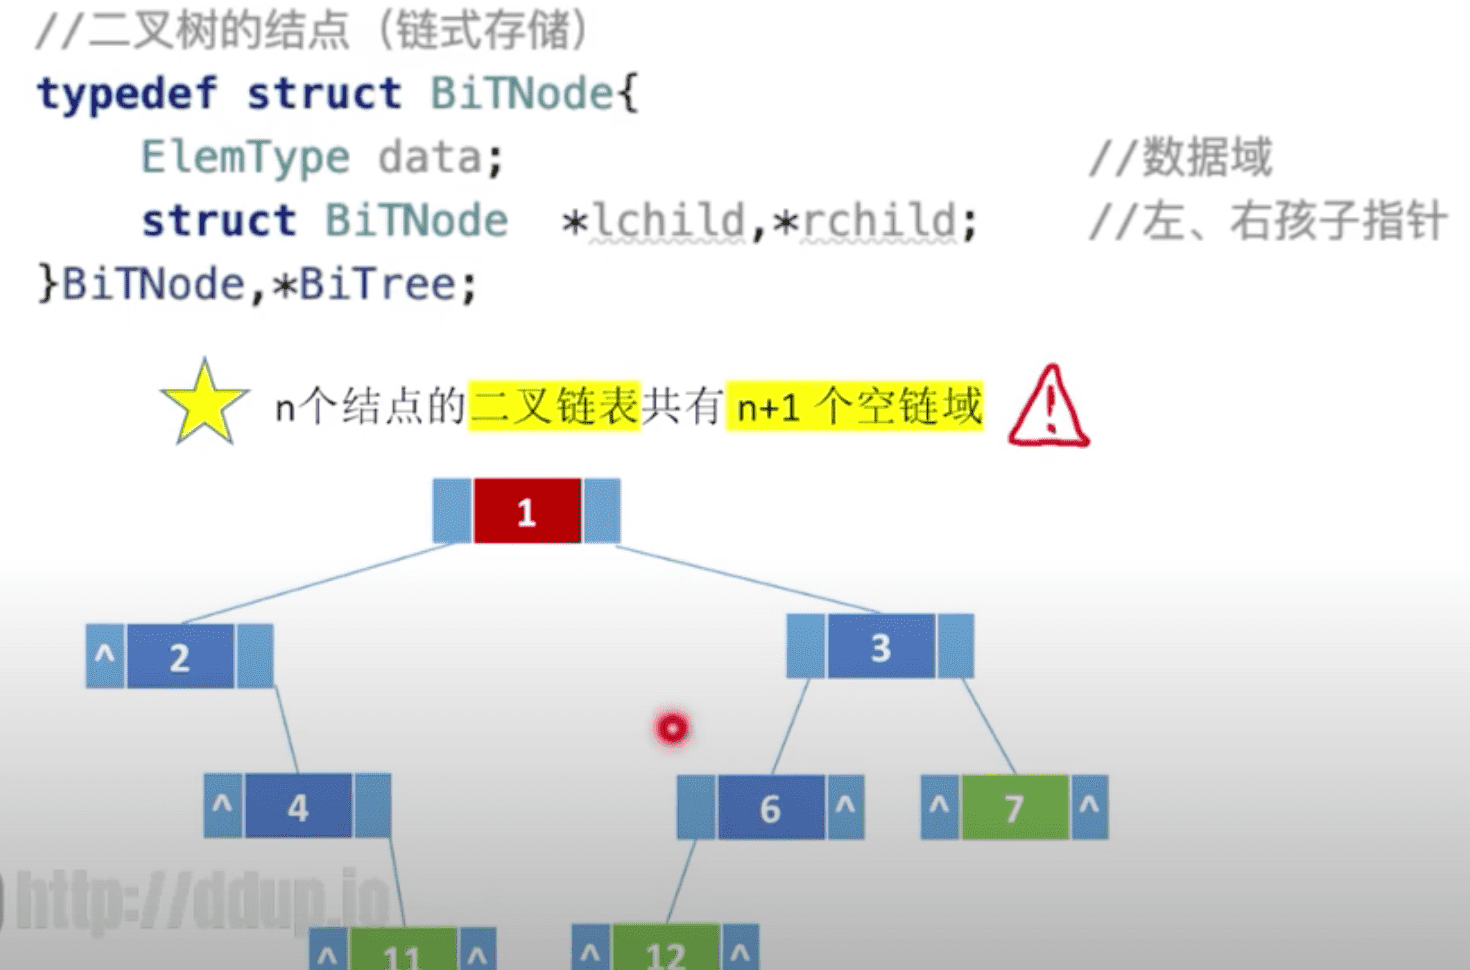 //二叉树的结点（链式存储）
typedef struct BiTNode{
ElemType data; //数据域
struct BiTNode *lchild,*rchild; //左、右孩子指针
}BiTNode,*BiTree;
n个结点的二叉链表共有 n+1 个空链域
1
^ 2
3
^ 4
6 ^
^ 7 ^
http://ddup.io
^ 11 ^
^ 12 ^